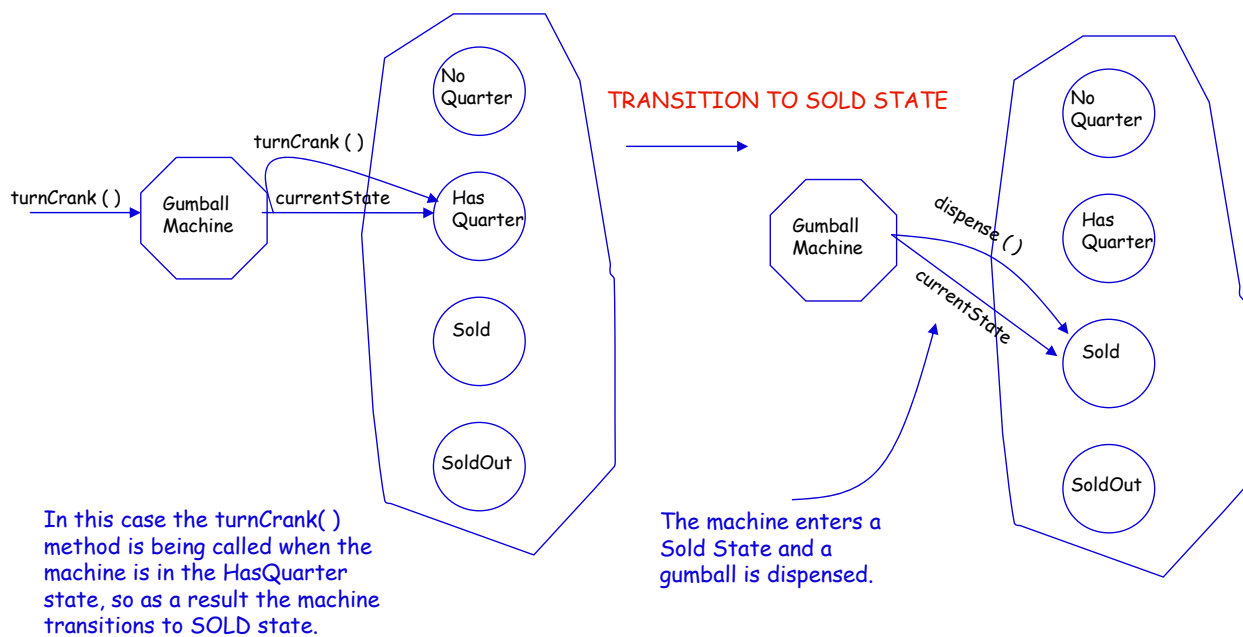 No
Quarter
TRANSITION TO SOLD STATE
No
Quarter
turnCrank ( )
turnCrank ( )
Gumball
Machine
currentState
Has
Quarter
Gumball
Machine
dispense ( )
currentState
Has
Quarter
Sold
Sold
SoldOut
SoldOut
In this case the turnCrank( )
method is being called when the
machine is in the HasQuarter
state, so as a result the machine
transitions to SOLD state.
The machine enters a
Sold State and a
gumball is dispensed.